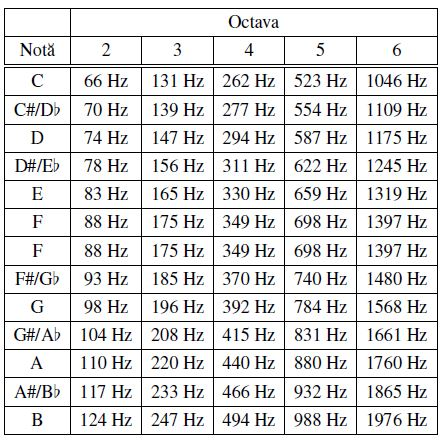 Octava
Notă 2 3 4 5 6
C 66 Hz 131 Hz 262 Hz 523 Hz 1046 Hz
C#/D♭ 70 Hz 139 Hz 277 Hz 554 Hz 1109 Hz
D 74 Hz 147 Hz 294 Hz 587 Hz 1175 Hz
D#/E♭ 78 Hz 156 Hz 311 Hz 622 Hz 1245 Hz
E 83 Hz 165 Hz 330 Hz 659 Hz 1319 Hz
F 88 Hz 175 Hz 349 Hz 698 Hz 1397 Hz
F 88 Hz 175 Hz 349 Hz 698 Hz 1397 Hz
F#/G♭ 93 Hz 185 Hz 370 Hz 740 Hz 1480 Hz
G 98 Hz 196 Hz 392 Hz 784 Hz 1568 Hz
G#/A♭ 104 Hz 208 Hz 415 Hz 831 Hz 1661 Hz
A 110 Hz 220 Hz 440 Hz 880 Hz 1760 Hz
A#/B♭ 117 Hz 233 Hz 466 Hz 932 Hz 1865 Hz
B 124 Hz 247 Hz 494 Hz 988 Hz 1976 Hz